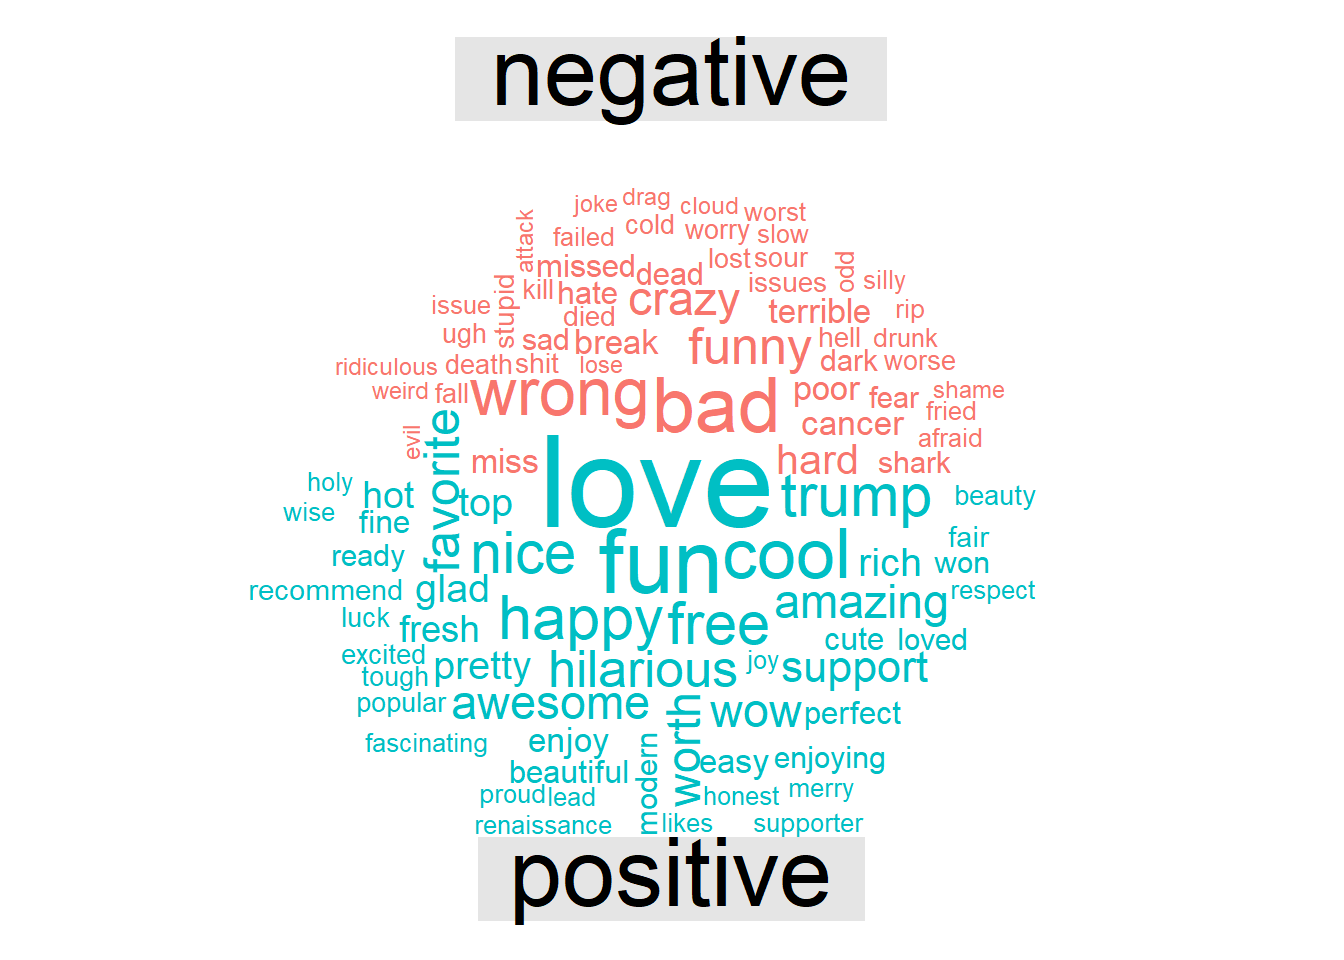 negative
joke drag cloud worst
attack failed cold worry slow
missed dead lost sour odd
kill hate crazy issues silly
issue stupid died terrible rip
ugh sad break funny hell drunk
ridiculous death shit lose dark worse
weird fall wrong bad poor fear shame
cancer fried
evil miss hard shark afraid
holy hot favorite top love trump beauty
wise fine
ready nice fun cool rich won fair
recommend glad amazing respect
luck fresh happy free cute loved
excited pretty hilarious joy support
tough
popular awesome worth wow perfect
fascinating enjoy easy enjoying
beautiful modern
proud lead honest merry
renaissance likes supporter
positive